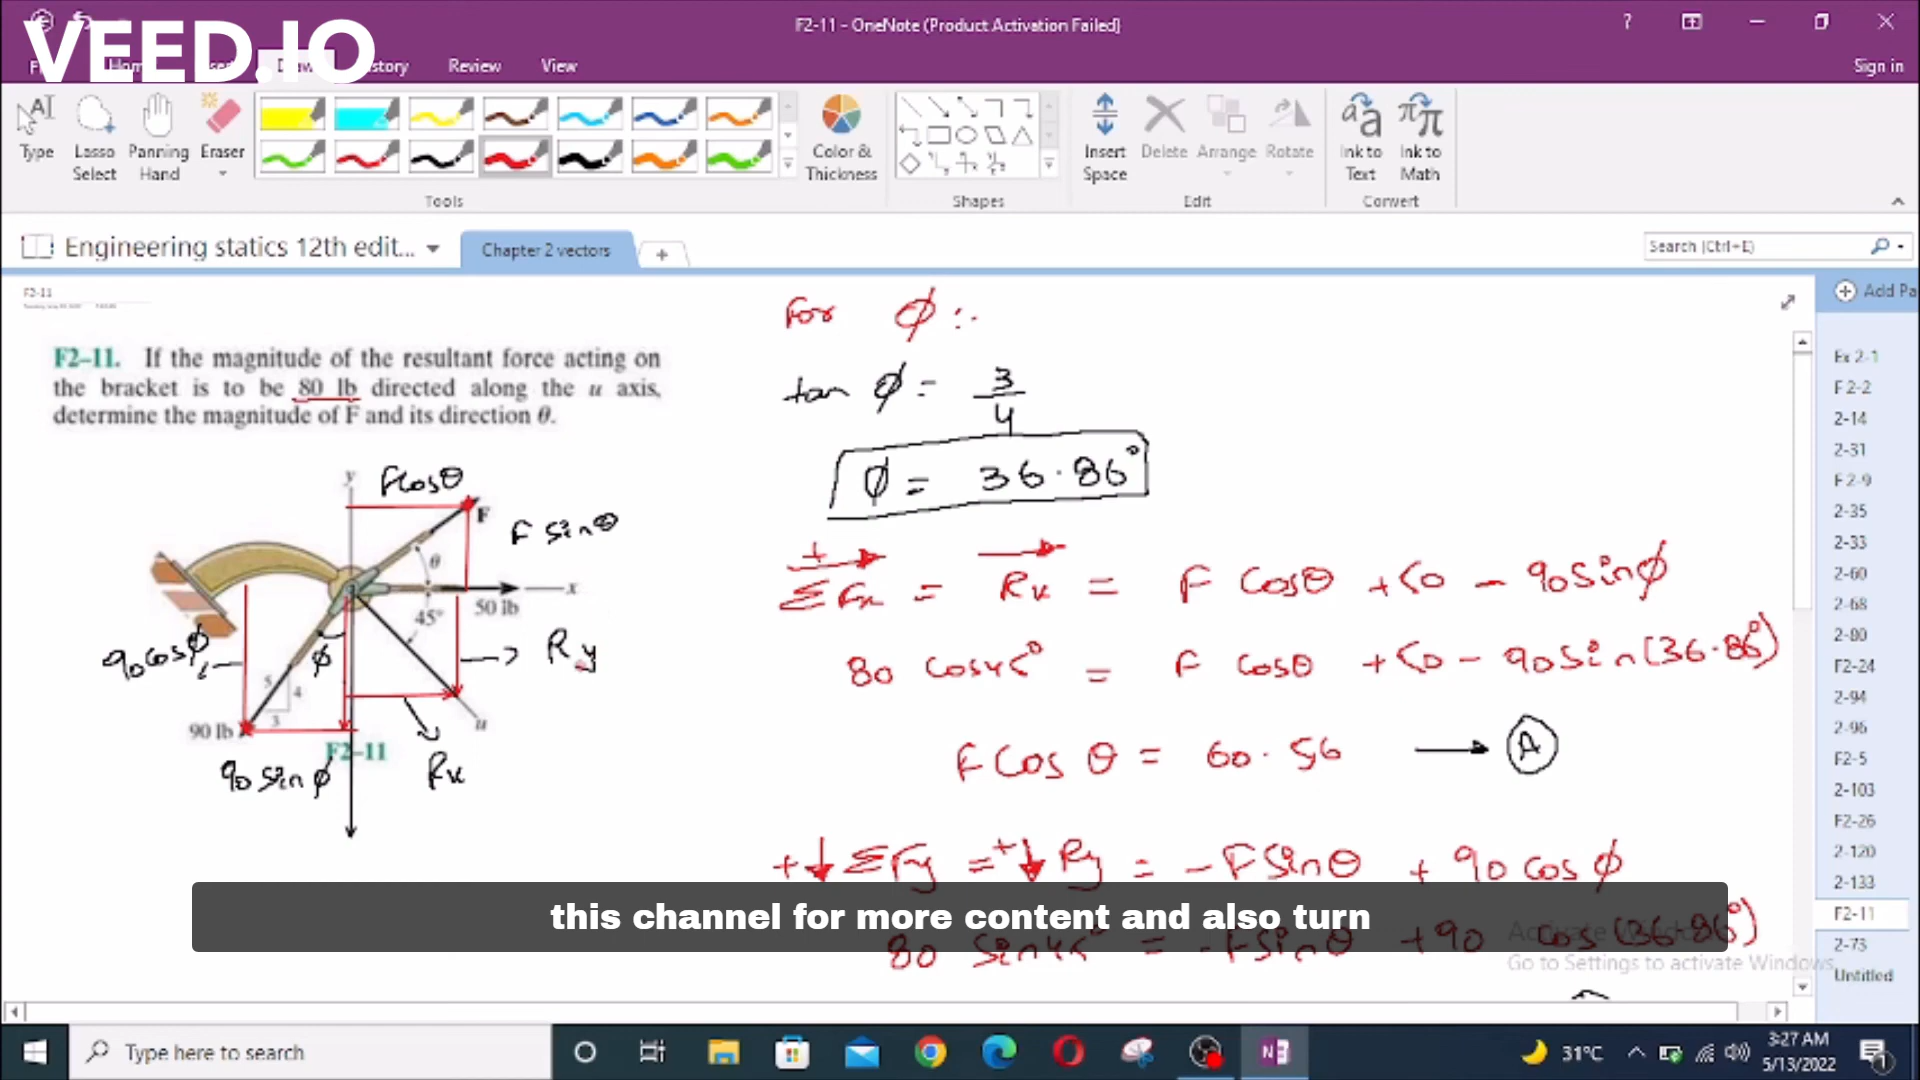 F2-11 - OneNote (Product Activation Failed)
VEED.IO
Review
View
Sign in
Type
Lasso Select
Panning Hand
Eraser
Color & Thickness
Insert Space
Delete
Arrange
Rotate
Ink to Text
Ink to Math
Tools
Shapes
Edit
Convert
Engineering statics 12th edit...
Chapter 2 vectors
Search (Ctrl+E)
F2-11
Add Pa
F2–11. If the magnitude of the resultant force acting on
the bracket is to be 80 lb directed along the u axis,
determine the magnitude of F and its direction θ.
y
Fcosθ
F
F sinθ
θ
x
50 lb
45°
90cosφ
φ
Ry
5
4
3
90 lb
u
F2–11
90 sinφ
Rx
For φ :.
tan φ = 3/4
φ = 36.86°
+ ΣFx = Rx = F Cosθ + 50 - 90sinφ
80 cos45° = F cosθ + 50 - 90sin(36.86°)
F Cos θ = 60.56 → A
+↓ ΣFy = +↓ Ry = -Fsinθ + 90 cosφ
80 sin45° = -Fsinθ + 90 cos(36.86°)
this channel for more content and also turn
Go to Settings to activate Windows.
Ex 2-1
F 2-2
2-14
2-31
F 2-9
2-35
2-33
2-60
2-68
2-80
F2-24
2-94
2-96
F2-5
2-103
F2-26
2-120
2-133
F2-11
2-73
Untitled
Type here to search
31°C
3:27 AM
5/13/2022
1